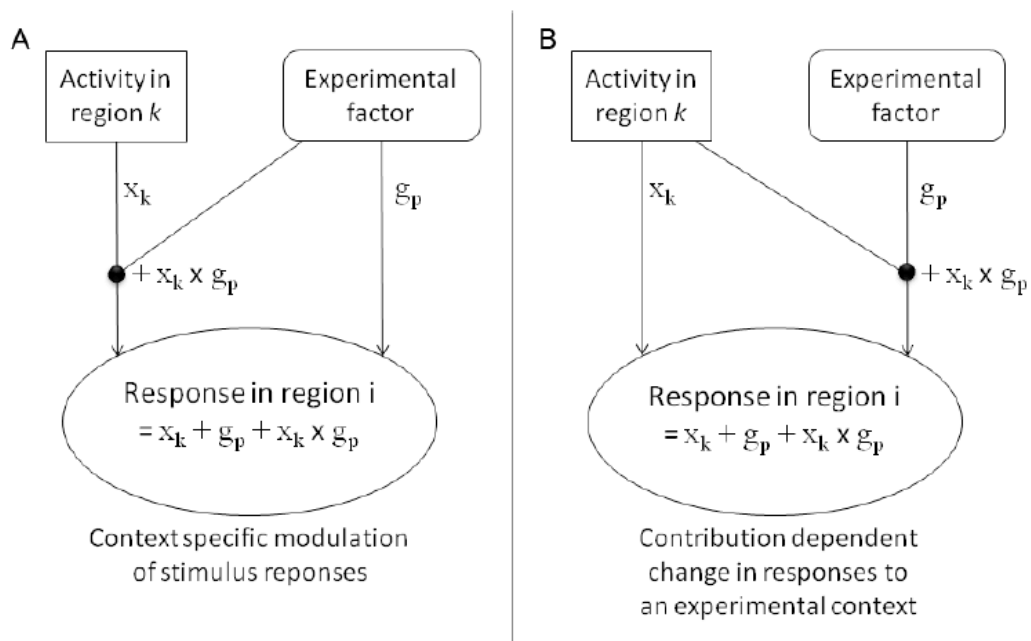 A
Activity in
region k
Experimental
factor
xk
gp
+ xk x gp
Response in region i
= xk + gp + xk x gp
Context specific modulation
of stimulus reponses
B
Activity in
region k
Experimental
factor
xk
gp
+ xk x gp
Response in region i
= xk + gp + xk x gp
Contribution dependent
change in responses to
an experimental context